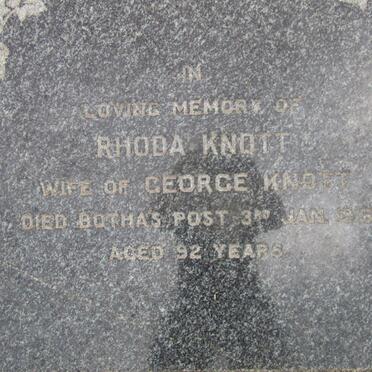 IN
LOVING MEMORY OF
RHODA KNOTT
WIFE OF GEORGE KNOTT
DIED BOTHA'S POST 3RD JAN.
AGED 92 YEARS